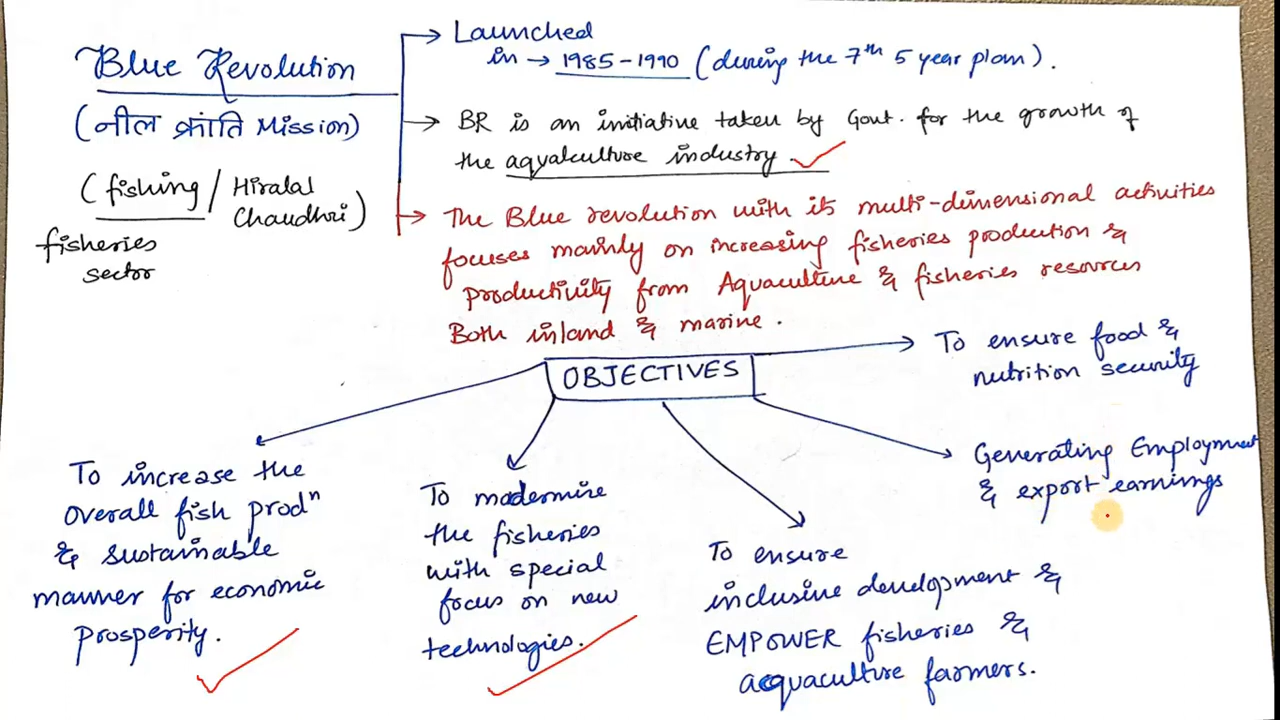 Blue Revolution
(नील क्रांति Mission)
(fishing / Hiralal
Chaudhri)
fisheries
sector
→ Launched
in → 1985-1990 (during the 7th 5 year plan).
→ BR is an initiative taken by Govt. for the growth of
the aqualculture industry.
→ The Blue revolution with its multi-dimensional activities
focuses mainly on increasing fisheries production &
productivity from Aquaculture & fisheries resources
Both inland & marine.
OBJECTIVES
To increase the
overall fish prodⁿ
& sustainable
manner for economic
prosperity.
To modernize
the fisheries
with special
focus on new
technologies.
To ensure
inclusive development &
EMPOWER fisheries &
acquaculture farmers.
Generating Employment
& export earnings
To ensure food &
nutrition security